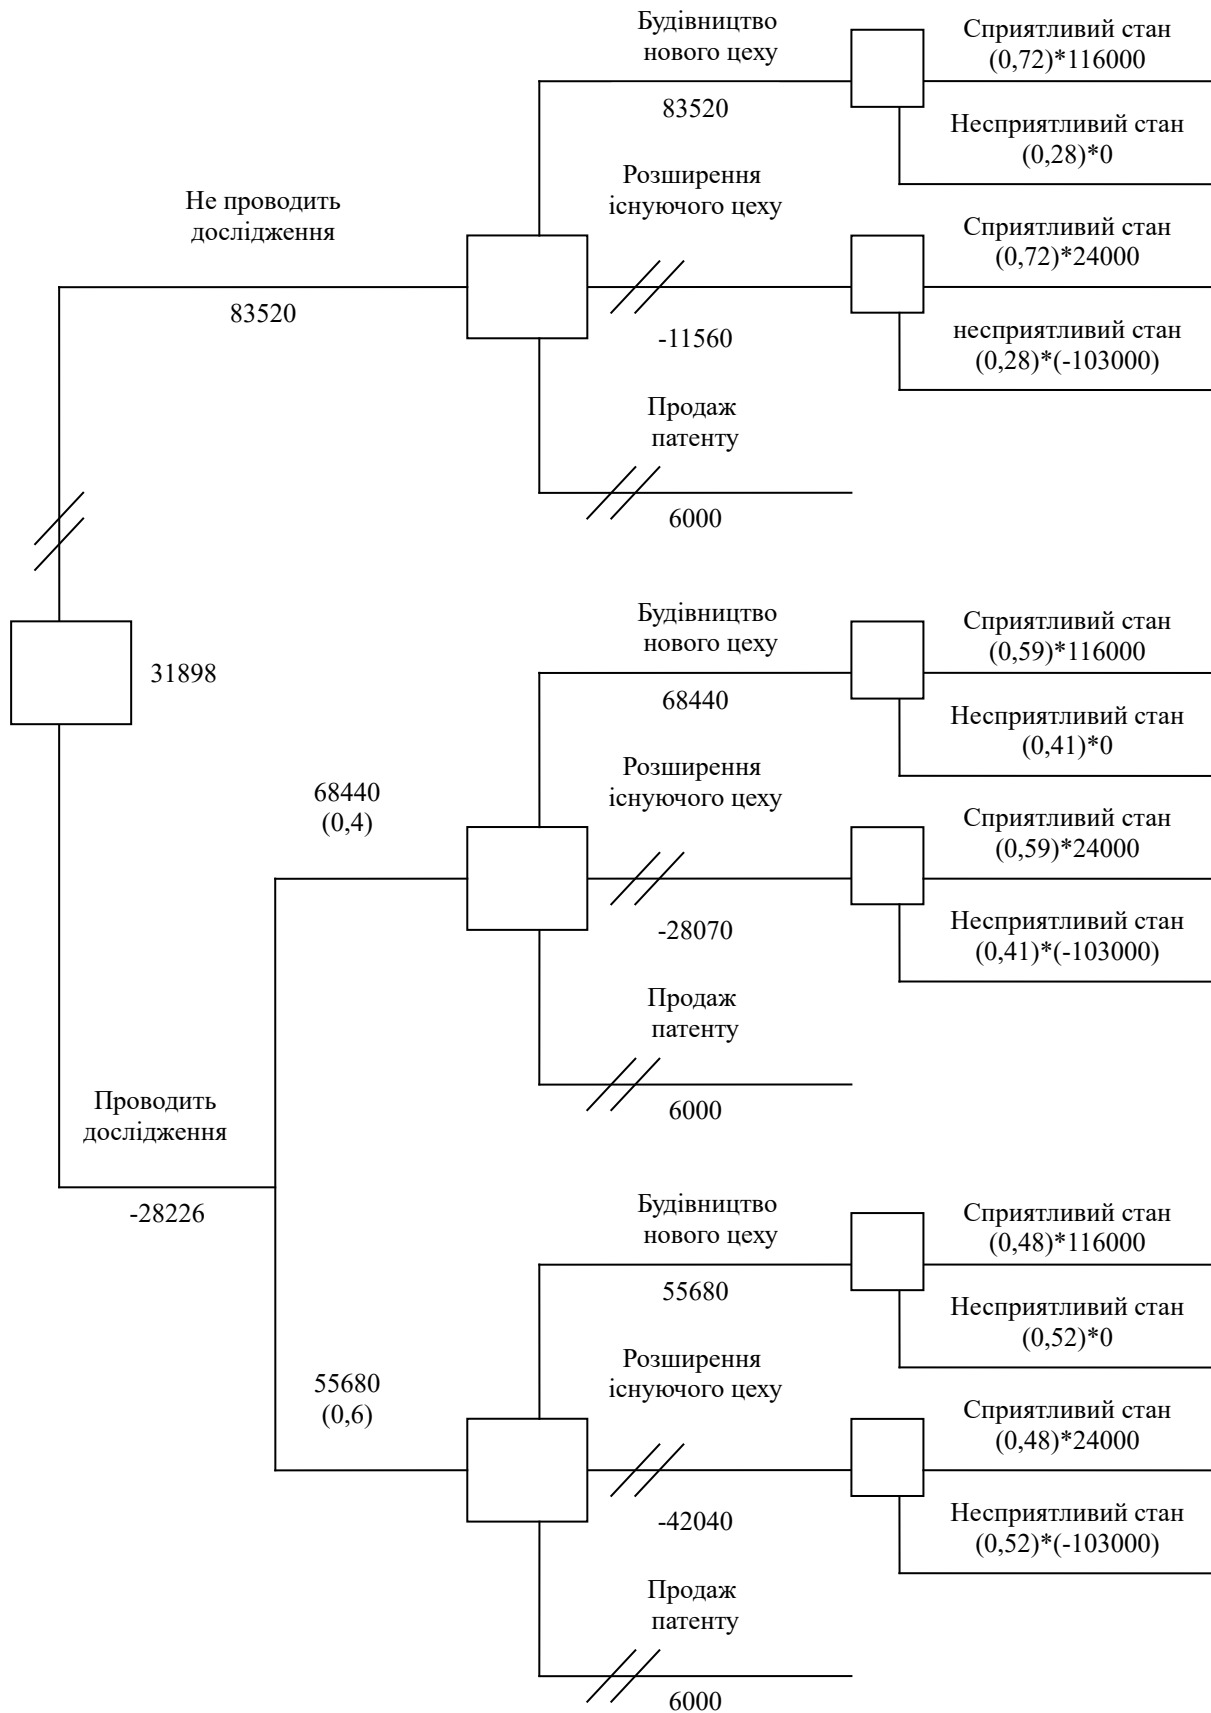 Будівництво
нового цеху
83520
Сприятливий стан
(0,72)*116000
Несприятливий стан
(0,28)*0
Не проводить
дослідження
83520
Розширення
існуючого цеху
-11560
Сприятливий стан
(0,72)*24000
несприятливий стан
(0,28)*(-103000)
Продаж
патенту
6000
31898
Будівництво
нового цеху
68440
Сприятливий стан
(0,59)*116000
Несприятливий стан
(0,41)*0
68440
(0,4)
Розширення
існуючого цеху
-28070
Сприятливий стан
(0,59)*24000
Несприятливий стан
(0,41)*(-103000)
Продаж
патенту
6000
Проводить
дослідження
-28226
Будівництво
нового цеху
55680
Сприятливий стан
(0,48)*116000
Несприятливий стан
(0,52)*0
55680
(0,6)
Розширення
існуючого цеху
-42040
Сприятливий стан
(0,48)*24000
Несприятливий стан
(0,52)*(-103000)
Продаж
патенту
6000